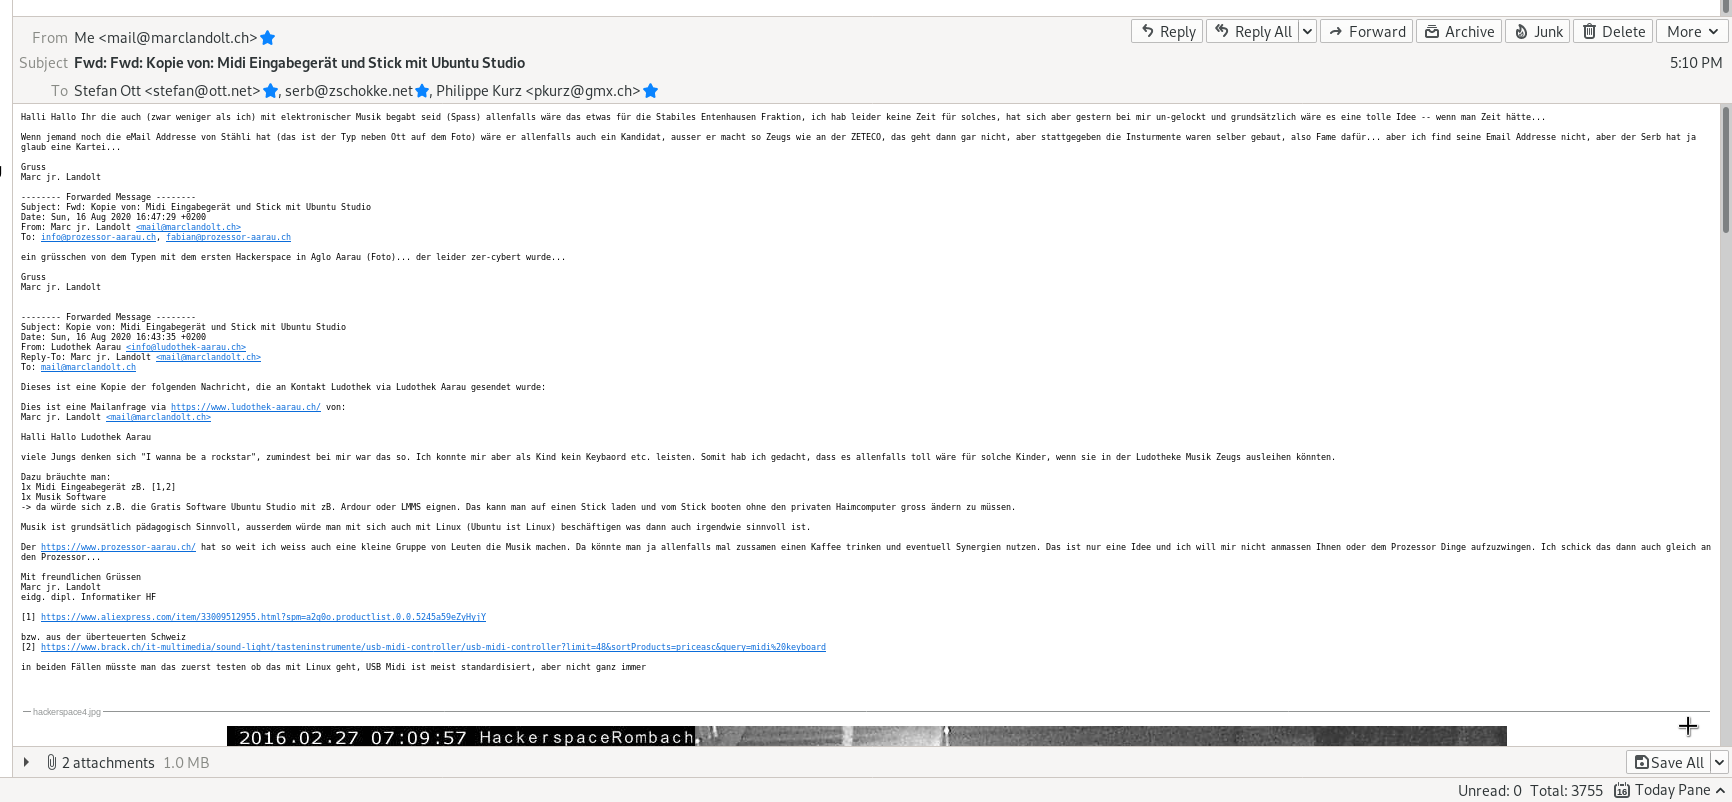 From Me <mail@marclandolt.ch>
Reply Reply All Forward Archive Junk Delete More
Subject Fwd: Fwd: Kopie von: Midi Eingabegerät und Stick mit Ubuntu Studio 5:10 PM
To Stefan Ott <stefan@ott.net>, serb@zschokke.net, Philippe Kurz <pkurz@gmx.ch>
Halli Hallo Ihr die auch (zwar weniger als ich) mit elektronischer Musik begabt seid (Spass) allenfalls wäre das etwas für die Stabiles Entenhausen Fraktion, ich hab leider keine Zeit für solches, hat sich aber gestern bei mir un-gelockt und grundsätzlich wäre es eine tolle Idee -- wenn man Zeit hätte...
Wenn jemand noch die eMail Addresse von Stähli hat (das ist der Typ neben Ott auf dem Foto) wäre er allenfalls auch ein Kandidat, ausser er macht so Zeugs wie an der ZETECO, das geht dann gar nicht, aber stattgegeben die Insturmente waren selber gebaut, also Fame dafür... aber ich find seine Email Addresse nicht, aber der Serb hat ja
glaub eine Kartei...
Gruss
Marc jr. Landolt
-------- Forwarded Message --------
Subject: Fwd: Kopie von: Midi Eingabegerät und Stick mit Ubuntu Studio
Date: Sun, 16 Aug 2020 16:47:29 +0200
From: Marc jr. Landolt <mail@marclandolt.ch>
To: info@prozessor-aarau.ch, fabian@prozessor-aarau.ch
ein grüsschen von dem Typen mit dem ersten Hackerspace in Aglo Aarau (Foto)... der leider zer-cybert wurde...
Gruss
Marc jr. Landolt
-------- Forwarded Message --------
Subject: Kopie von: Midi Eingabegerät und Stick mit Ubuntu Studio
Date: Sun, 16 Aug 2020 16:43:35 +0200
From: Ludothek Aarau <info@ludothek-aarau.ch>
Reply-To: Marc jr. Landolt <mail@marclandolt.ch>
To: mail@marclandolt.ch
Dieses ist eine Kopie der folgenden Nachricht, die an Kontakt Ludothek via Ludothek Aarau gesendet wurde:
Dies ist eine Mailanfrage via https://www.ludothek-aarau.ch/ von:
Marc jr. Landolt <mail@marclandolt.ch>
Halli Hallo Ludothek Aarau
viele Jungs denken sich "I wanna be a rockstar", zumindest bei mir war das so. Ich konnte mir aber als Kind kein Keybaord etc. leisten. Somit hab ich gedacht, dass es allenfalls toll wäre für solche Kinder, wenn sie in der Ludotheke Musik Zeugs ausleihen könnten.
Dazu bräuchte man:
1x Midi Eingeabegerät zB. [1,2]
1x Musik Software
-> da würde sich z.B. die Gratis Software Ubuntu Studio mit zB. Ardour oder LMMS eignen. Das kann man auf einen Stick laden und vom Stick booten ohne den privaten Haimcomputer gross ändern zu müssen.
Musik ist grundsätlich pädagogisch Sinnvoll, ausserdem würde man mit sich auch mit Linux (Ubuntu ist Linux) beschäftigen was dann auch irgendwie sinnvoll ist.
Der https://www.prozessor-aarau.ch/ hat so weit ich weiss auch eine kleine Gruppe von Leuten die Musik machen. Da könnte man ja allenfalls mal zussamen einen Kaffee trinken und eventuell Synergien nutzen. Das ist nur eine Idee und ich will mir nicht anmassen Ihnen oder dem Prozessor Dinge aufzuzwingen. Ich schick das dann auch gleich an
den Prozessor...
Mit freundlichen Grüssen
Marc jr. Landolt
eidg. dipl. Informatiker HF
[1] https://www.aliexpress.com/item/33009512955.html?spm=a2g0o.productlist.0.0.5245a59eZyHyjY
bzw. aus der überteuerten Schweiz
[2] https://www.brack.ch/it-multimedia/sound-light/tasteninstrumente/usb-midi-controller/usb-midi-controller?limit=48&sortProducts=priceasc&query=midi%20keyboard
in beiden Fällen müsste man das zuerst testen ob das mit Linux geht, USB Midi ist meist standardisiert, aber nicht ganz immer
hackerspace4.jpg
2016.02.27 07:09:57 HackerspaceRombach
2 attachments 1.0 MB Save All
Unread: 0 Total: 3755 16 Today Pane